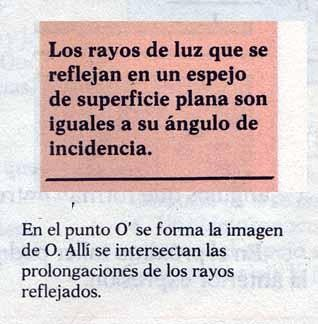 Los rayos de luz que se
reflejan en un espejo
de superficie plana son
iguales a su ángulo de
incidencia.
En el punto O' se forma la imagen
de O. Allí se intersectan las
prolongaciones de los rayos
reflejados.